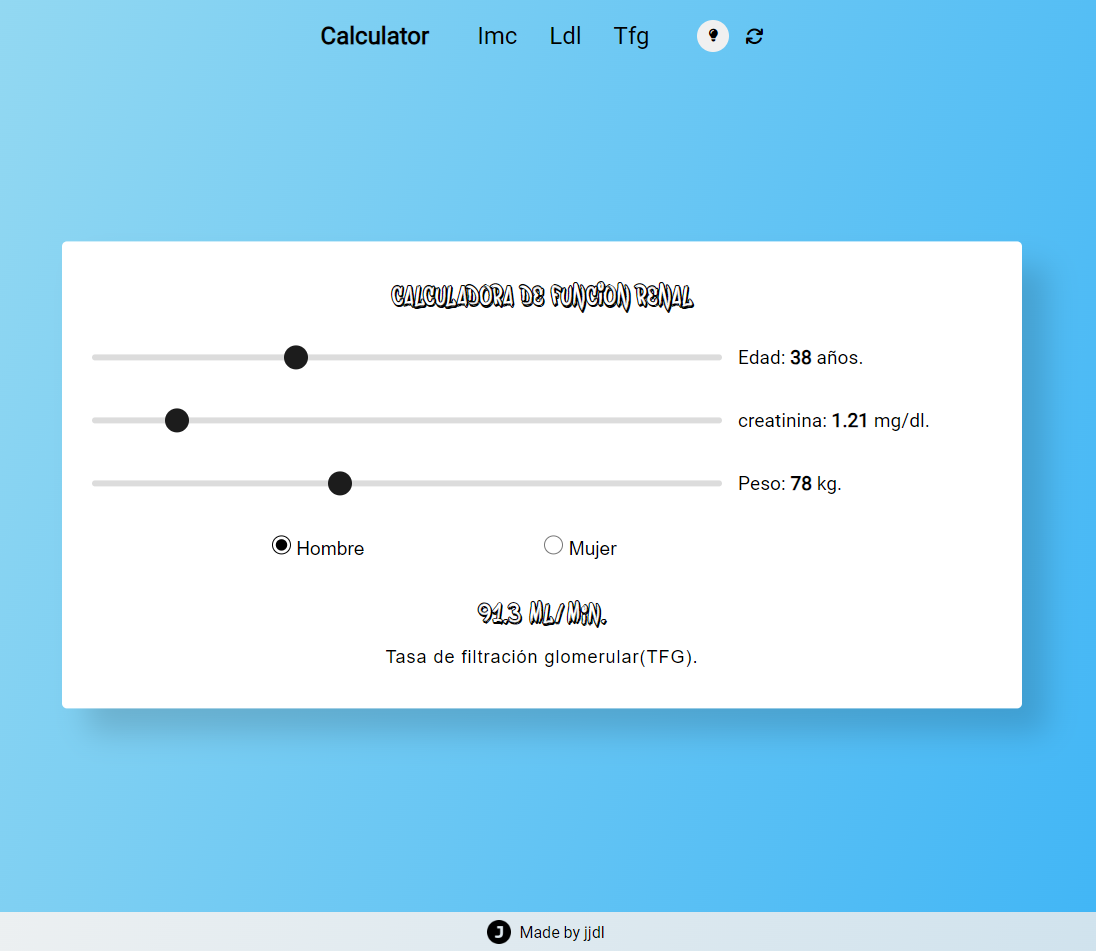 Calculator Imc Ldl Tfg
CALCULADORA DE FUNCIÓN RENAL
Edad: 38 años.
creatinina: 1.21 mg/dl.
Peso: 78 kg.
Hombre Mujer
91.3 ML/MIN.
Tasa de filtración glomerular(TFG).
J Made by jjdl